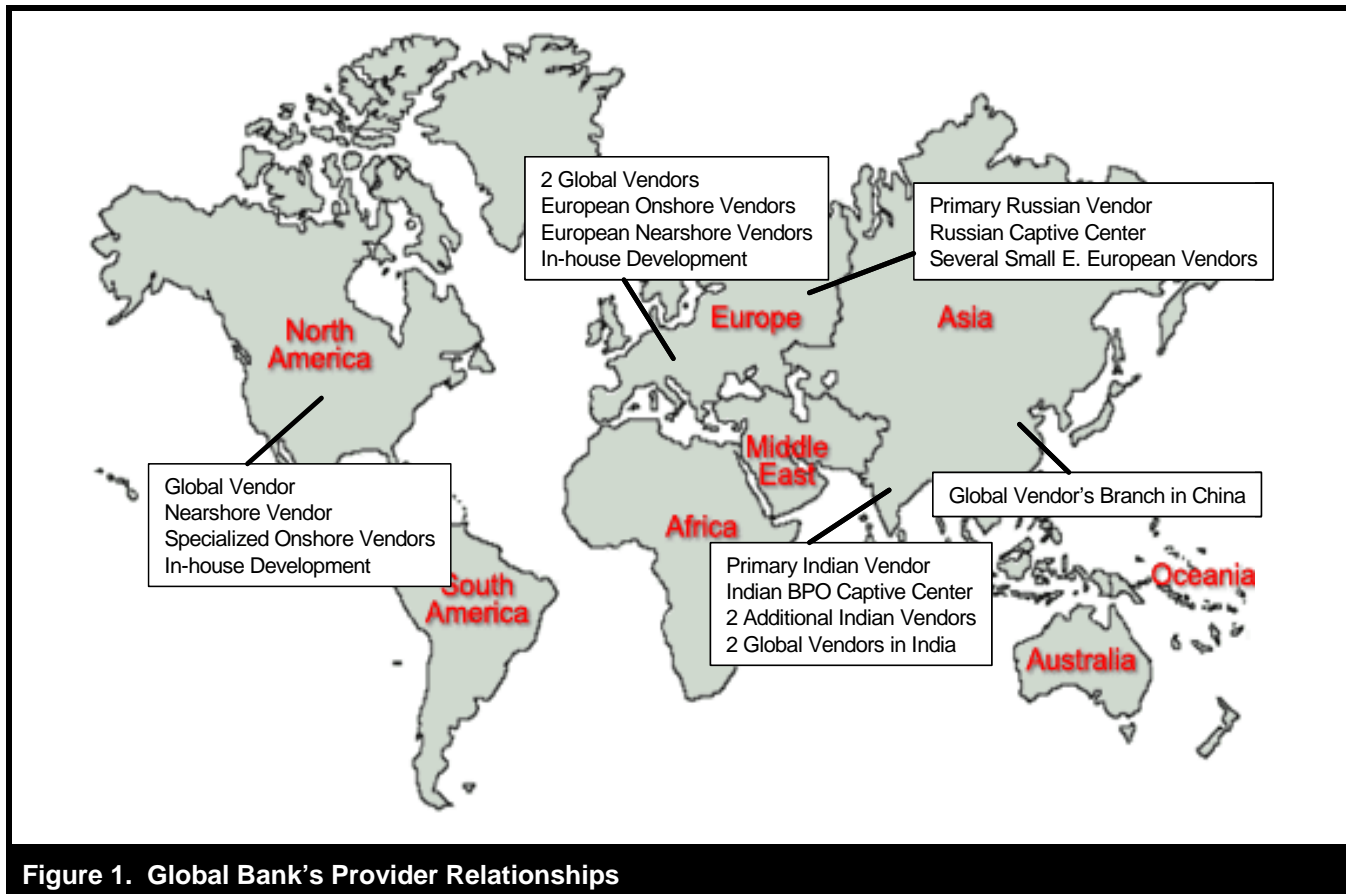 2 Global Vendors
European Onshore Vendors
European Nearshore Vendors
In-house Development
Primary Russian Vendor
Russian Captive Center
Several Small E. European Vendors
North
America
Europe
Asia
Middle
East
Africa
South
America
Oceania
Australia
Global Vendor
Nearshore Vendor
Specialized Onshore Vendors
In-house Development
Global Vendor's Branch in China
Primary Indian Vendor
Indian BPO Captive Center
2 Additional Indian Vendors
2 Global Vendors in India
Figure 1. Global Bank's Provider Relationships